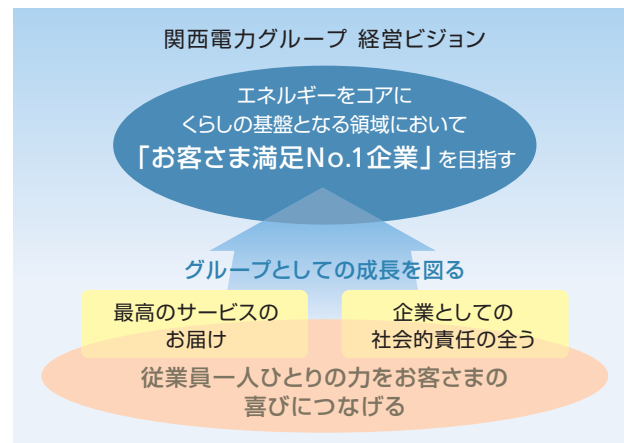 関西電力グループ 経営ビジョン
エネルギーをコアに
くらしの基盤となる領域において
「お客さま満足No.1企業」を目指す
グループとしての成長を図る
最高のサービスの
お届け
企業としての
社会的責任の全う
従業員一人ひとりの力をお客さまの
喜びにつなげる